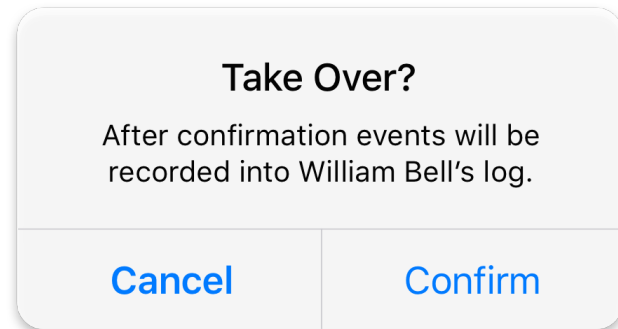 Take Over?
After confirmation events will be
recorded into William Bell’s log.
Cancel
Confirm